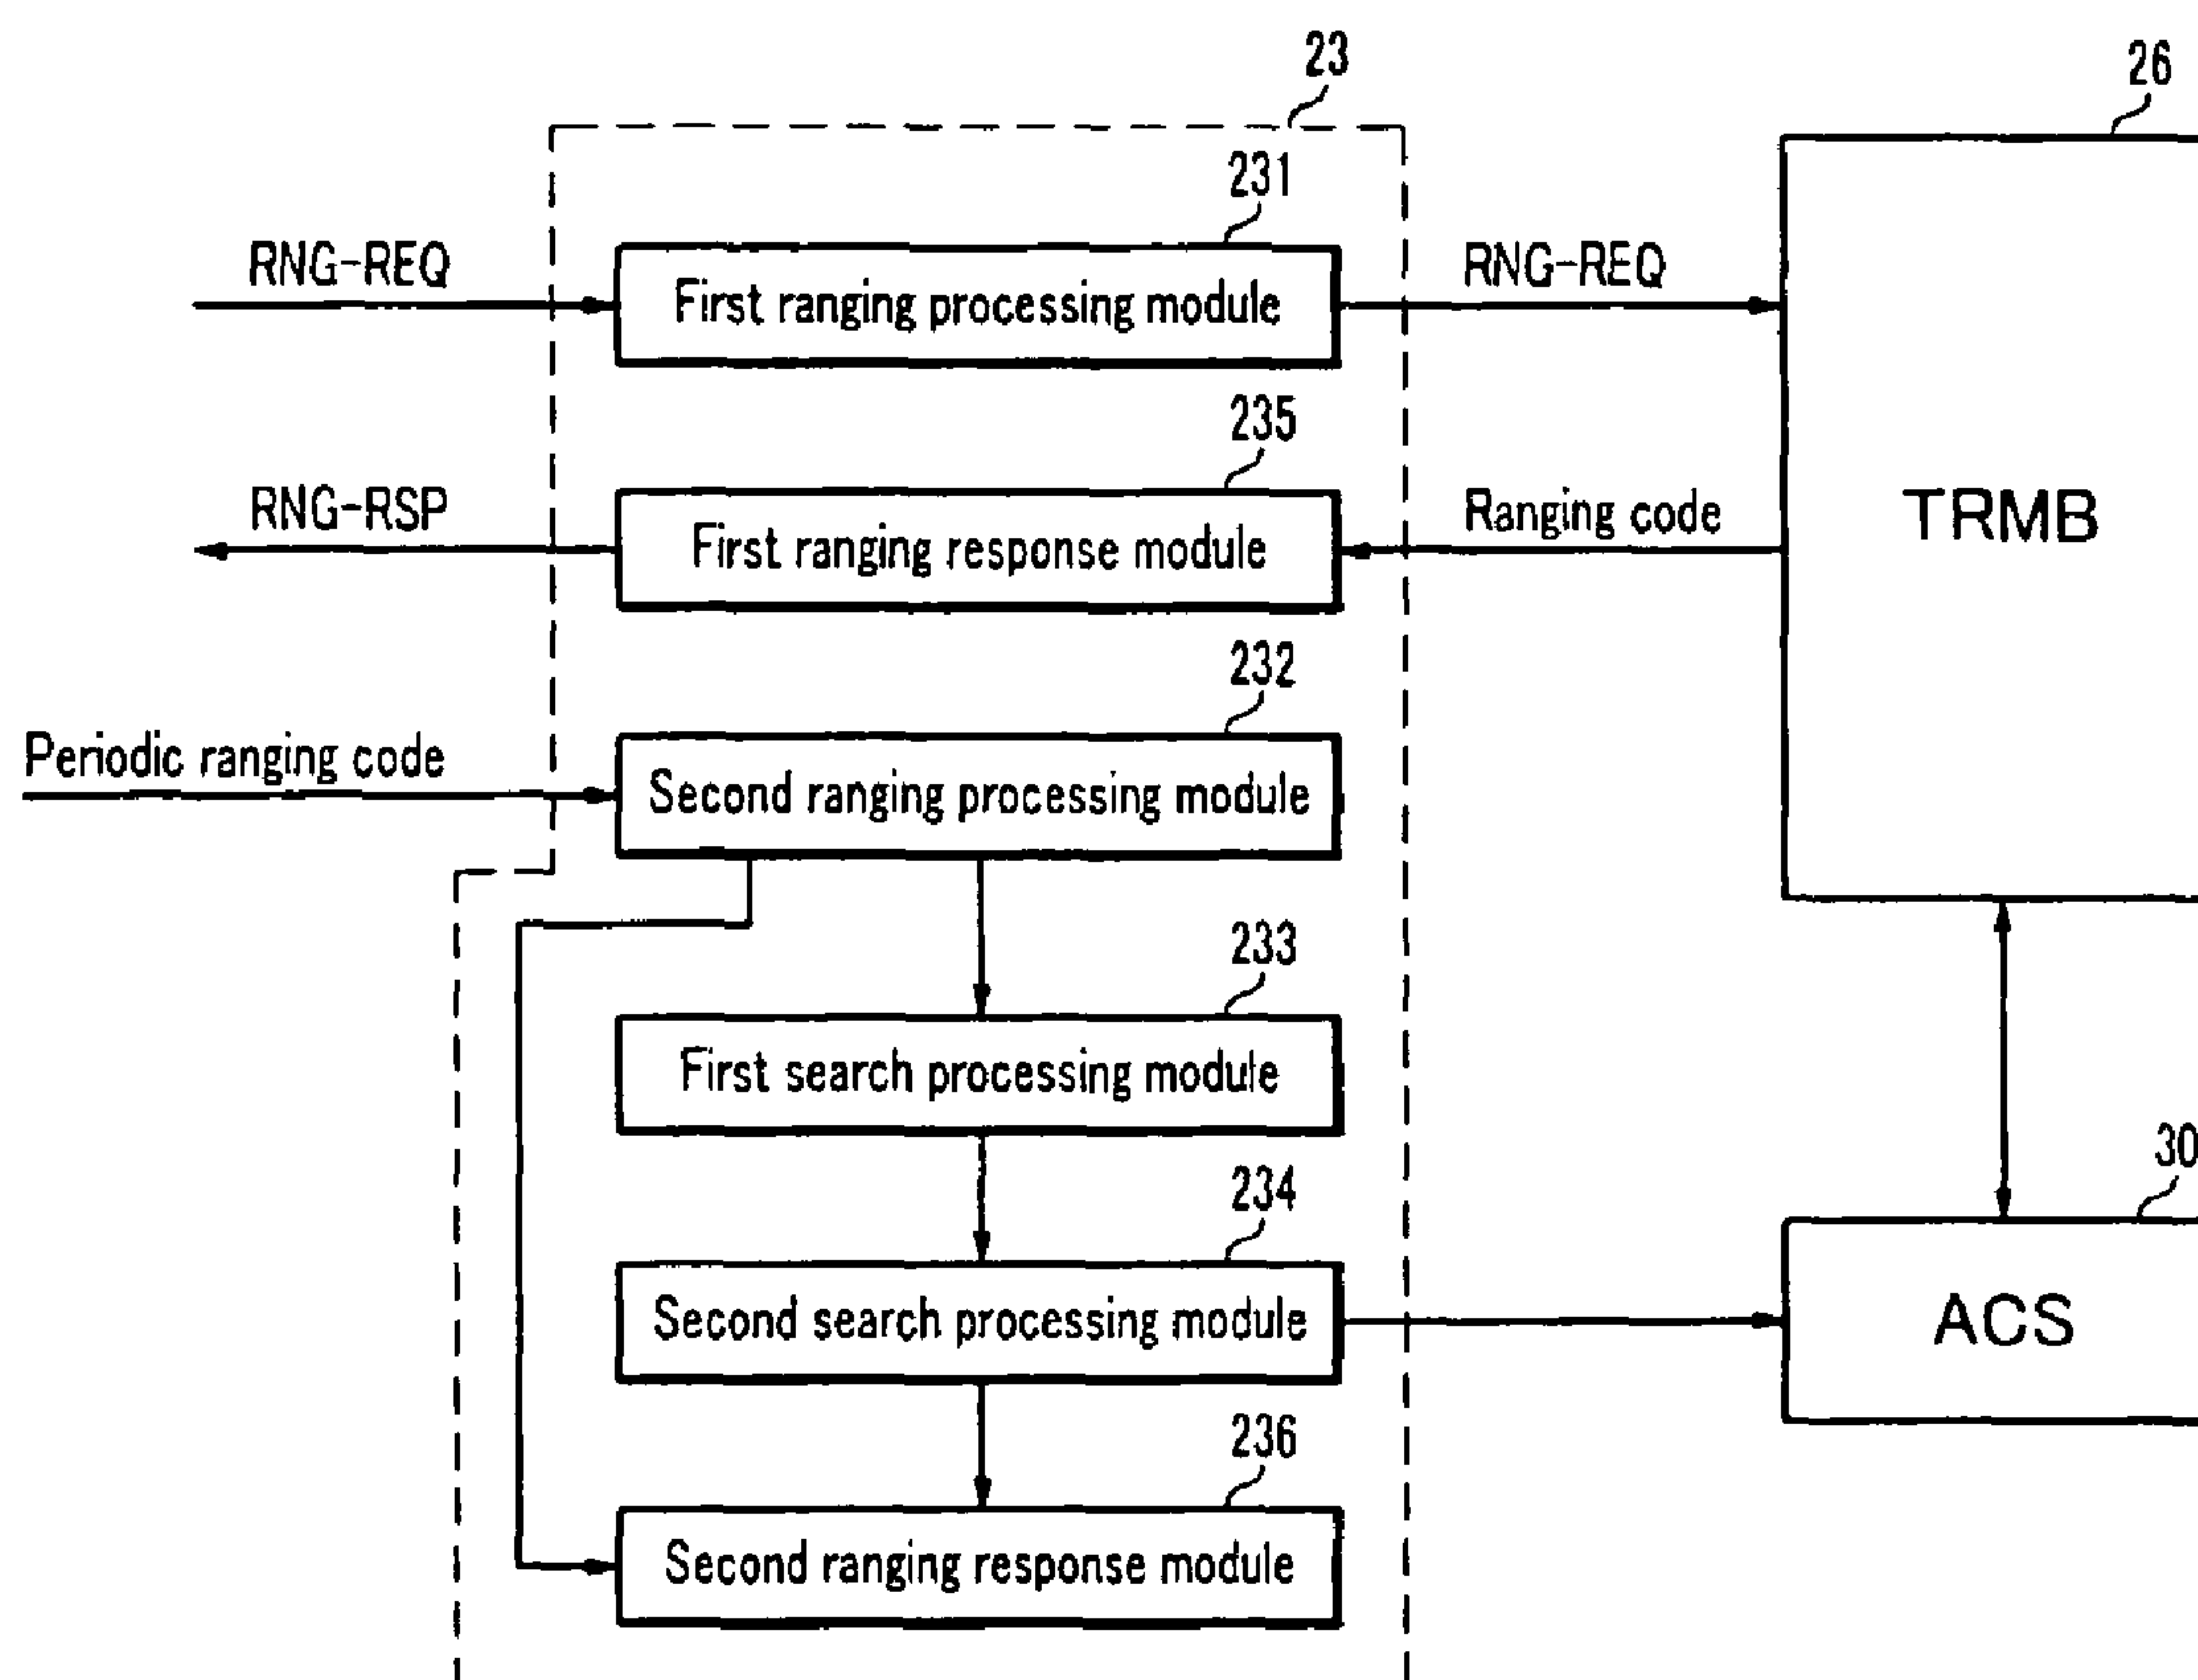 23
26
231
RNG-REQ
First ranging processing module
RNG-REQ
235
RNG-RSP
First ranging response module
Ranging code
TRMB
232
Periodic ranging code
Second ranging processing module
233
First search processing module
30
234
Second search processing module
ACS
236
Second ranging response module